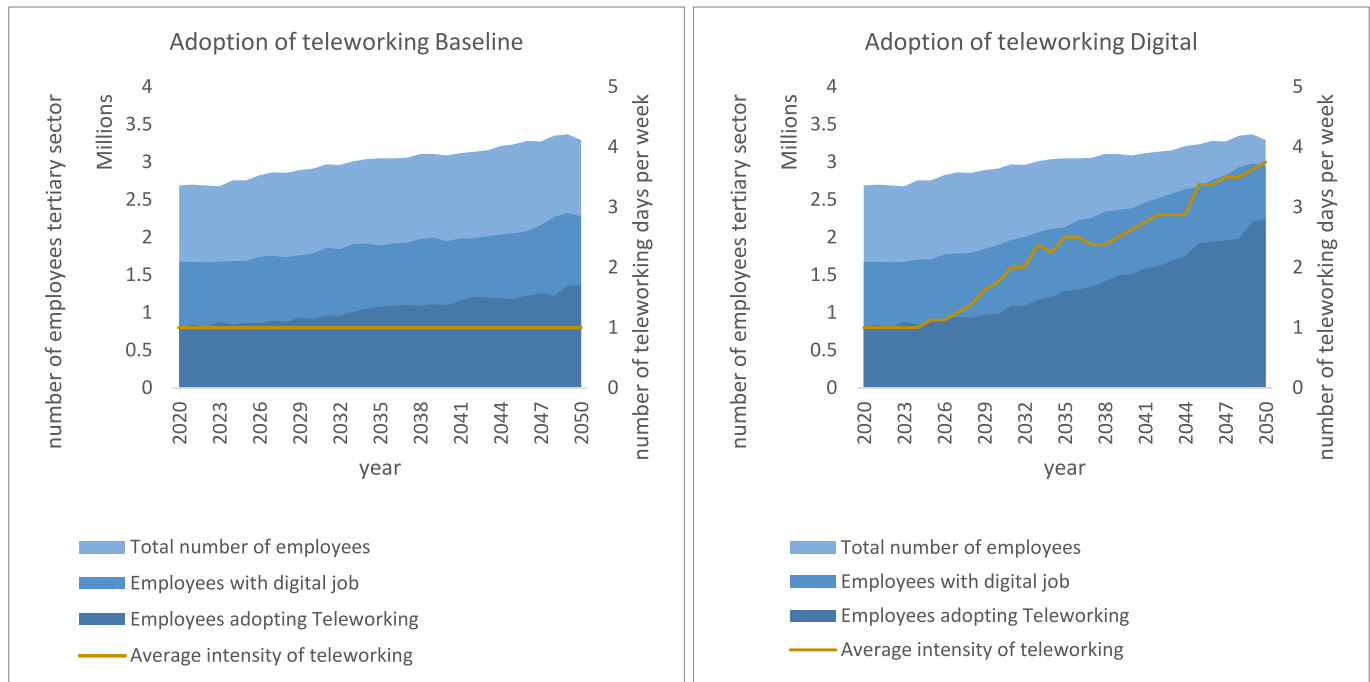 Adoption of teleworking Baseline
number of employees tertiary sector
Millions
4
3.5
3
2.5
2
1.5
1
0.5
0
5
4
3
2
1
0
number of teleworking days per week
2020
2023
2026
2029
2032
2035
2038
2041
2044
2047
2050
year
Total number of employees
Employees with digital job
Employees adopting Teleworking
Average intensity of teleworking
Adoption of teleworking Digital
number of employees tertiary sector
Millions
4
3.5
3
2.5
2
1.5
1
0.5
0
5
4
3
2
1
0
number of teleworking days per week
2020
2023
2026
2029
2032
2035
2038
2041
2044
2047
2050
year
Total number of employees
Employees with digital job
Employees adopting Teleworking
Average intensity of teleworking